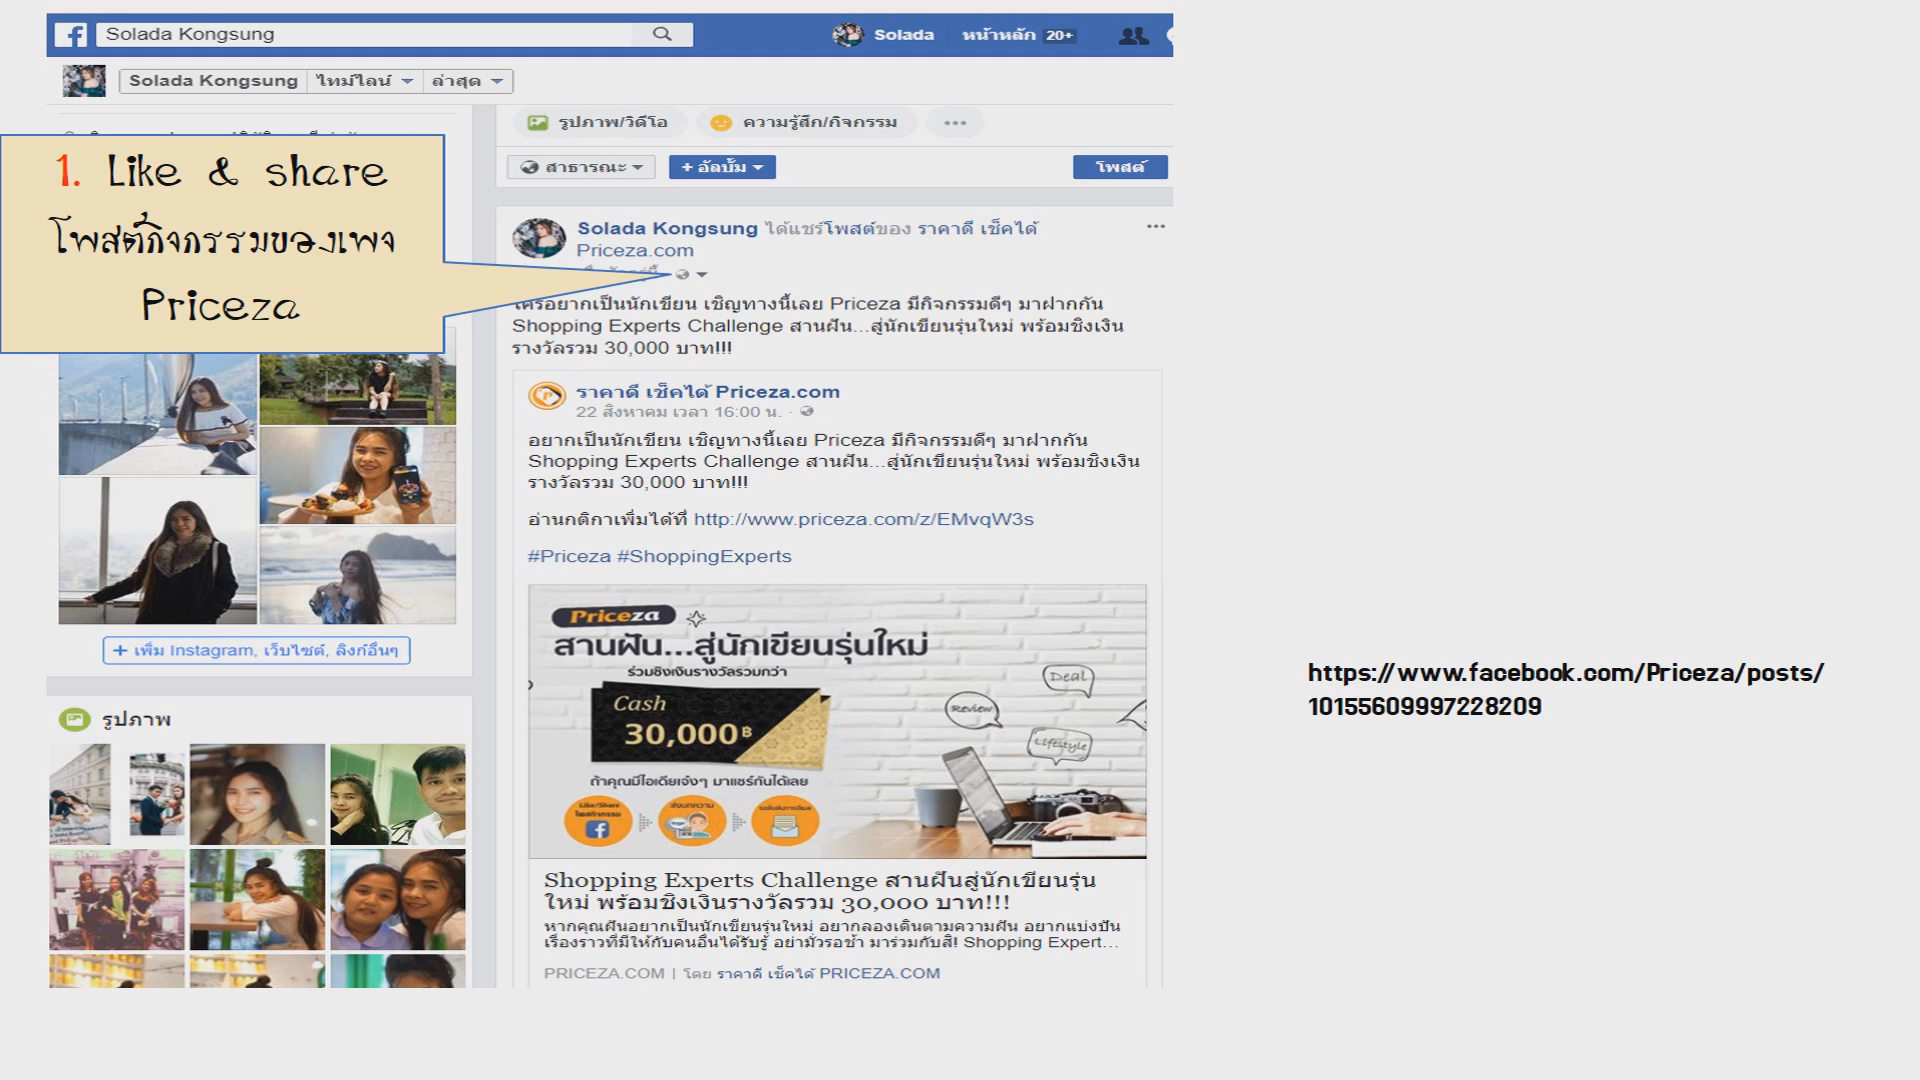 Solada Kongsung
Solada
หน้าหลัก 20+
Solada Kongsung
ไทม์ไลน์
ล่าสุด
รูปภาพ/วิดีโอ
ความรู้สึก/กิจกรรม
สาธารณะ
+ อัลบั้ม
โพสต์
1. Like & share
โพสต์กิจกรรมของเพจ
Priceza
Solada Kongsung ได้แชร์โพสต์ของ ราคาดี เช็คได้
Priceza.com
ใครอยากเป็นนักเขียน เชิญทางนี้เลย Priceza มีกิจกรรมดีๆ มาฝากกัน
Shopping Experts Challenge สานฝัน...สู่นักเขียนรุ่นใหม่ พร้อมชิงเงิน
รางวัลรวม 30,000 บาท!!!
ราคาดี เช็คได้ Priceza.com
22 สิงหาคม เวลา 16:00 น. ·
อยากเป็นนักเขียน เชิญทางนี้เลย Priceza มีกิจกรรมดีๆ มาฝากกัน
Shopping Experts Challenge สานฝัน...สู่นักเขียนรุ่นใหม่ พร้อมชิงเงิน
รางวัลรวม 30,000 บาท!!!
อ่านกติกาเพิ่มได้ที่ http://www.priceza.com/z/EMvqW3s
#Priceza #ShoppingExperts
Priceza
สานฝัน...สู่นักเขียนรุ่นใหม่
ร่วมชิงเงินรางวัลรวมกว่า
Cash
30,000฿
ถ้าคุณมีไอเดียเจ๋งๆ มาแชร์กันได้เลย
Like/Share
โพสกิจกรรม
ส่งบทความ
Deal
Review
Lifestyle
Shopping Experts Challenge สานฝันสู่นักเขียนรุ่น
ใหม่ พร้อมชิงเงินรางวัลรวม 30,000 บาท!!!
หากคุณฝันอยากเป็นนักเขียนรุ่นใหม่ อยากลองเดินตามความฝัน อยากแบ่งปัน
เรื่องราวที่มีให้กับคนอื่นได้รับรู้ อย่ามัวรอช้า มาร่วมกับสิ! Shopping Expert...
PRICEZA.COM | โดย ราคาดี เช็คได้ PRICEZA.COM
+ เพิ่ม Instagram, เว็บไซต์, ลิงก์อื่นๆ
รูปภาพ
https://www.facebook.com/Priceza/posts/
10155609997228209